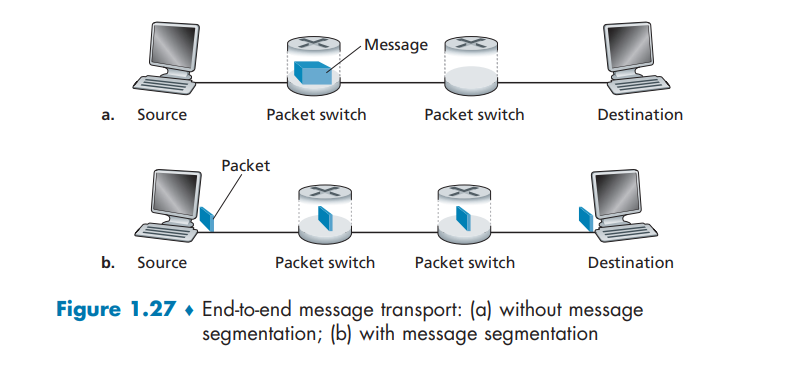 Message
a. Source Packet switch Packet switch Destination
Packet
b. Source Packet switch Packet switch Destination
Figure 1.27 ♦ End-to-end message transport: (a) without message
segmentation; (b) with message segmentation